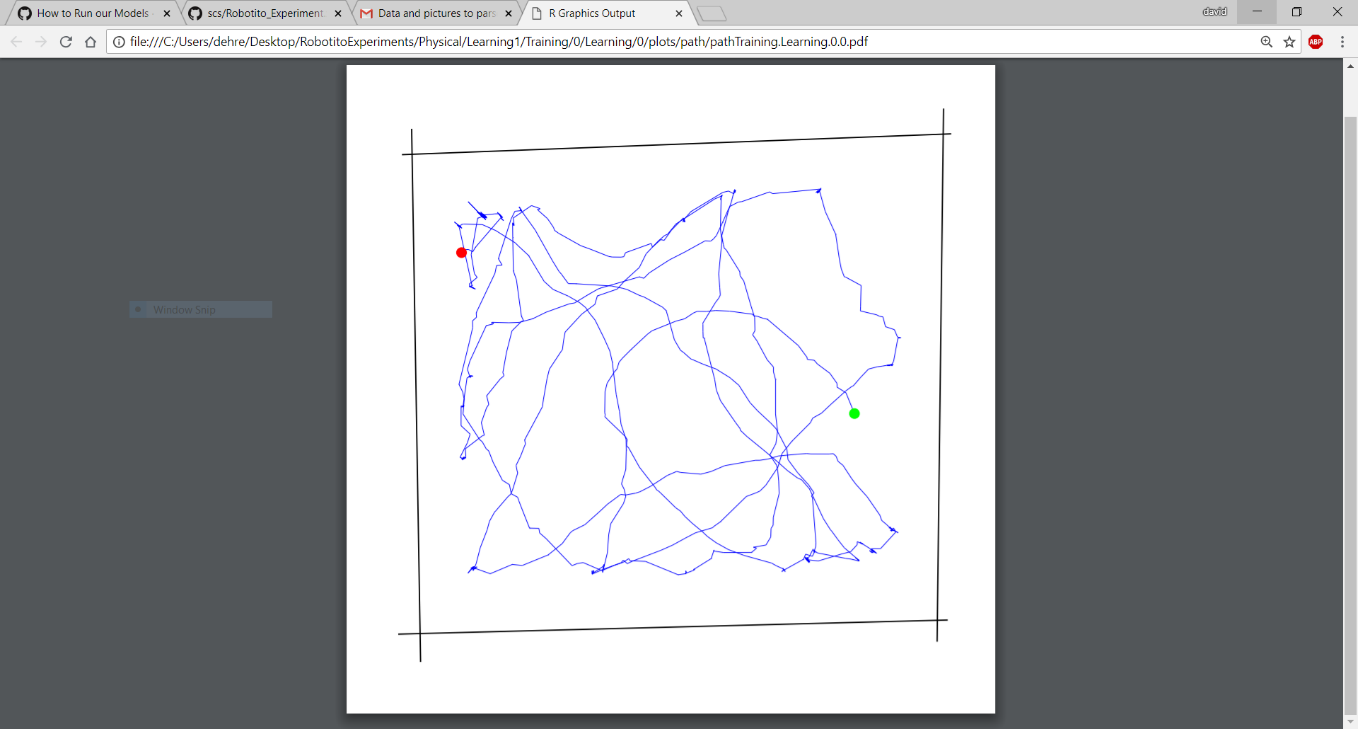 How to Run our Models
scs/Robotito_Experiment
Data and pictures to pars
R Graphics Output
david
file:///C:/Users/dehre/Desktop/RobotitoExperiments/Physical/Learning1/Training/0/Learning/0/plots/path/pathTraining.Learning.0.0.pdf
ABP
Window Snip